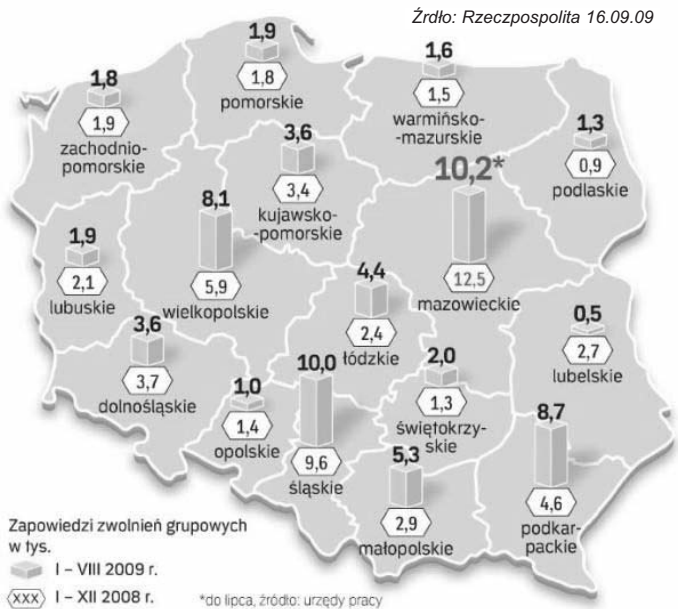 Źrdło: Rzeczpospolita 16.09.09
1,8
1,9
zachodnio-
pomorskie
1,9
1,8
pomorskie
1,6
1,5
warmińsko-
-mazurskie
1,3
0,9
podlaskie
3,6
3,4
kujawsko-
-pomorskie
10,2*
12,5
mazowieckie
8,1
5,9
wielkopolskie
1,9
2,1
lubuskie
4,4
2,4
łódzkie
0,5
2,7
lubelskie
3,6
3,7
dolnośląskie
1,0
1,4
opolskie
10,0
9,6
śląskie
2,0
1,3
świętokrzy-
skie
5,3
2,9
małopolskie
8,7
4,6
podkar-
packie
Zapowiedzi zwolnień grupowych
w tys.
I – VIII 2009 r.
XXX I – XII 2008 r.
*do lipca, źródło: urzędy pracy